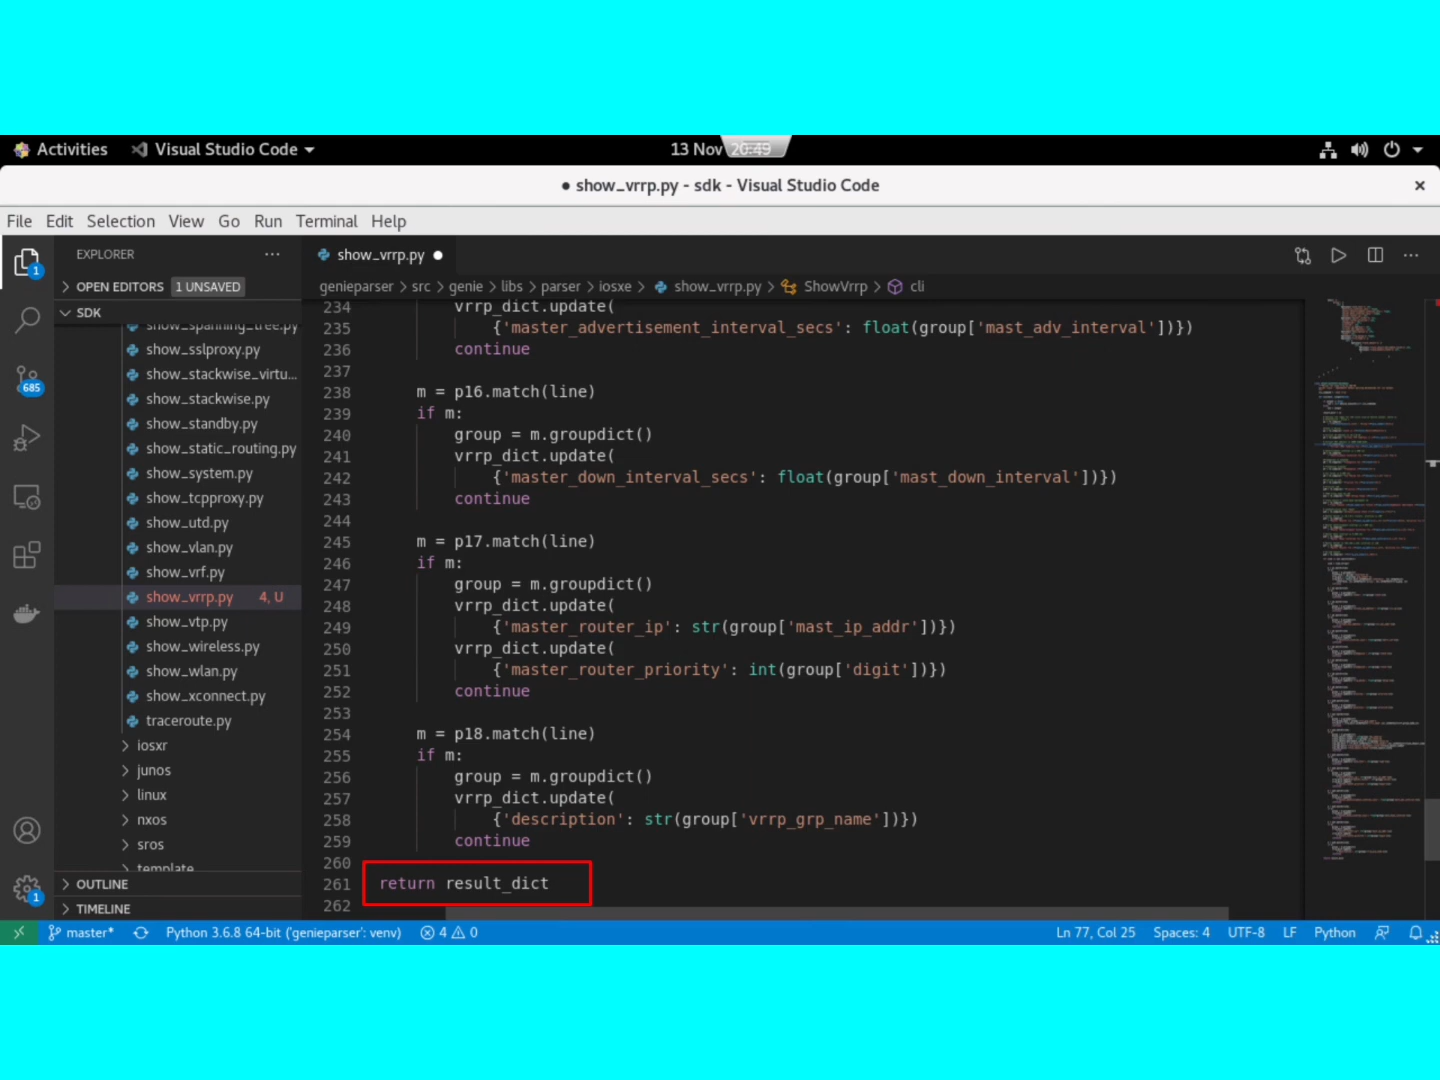 Activities Visual Studio Code 13 Nov 20:49
● show_vrrp.py - sdk - Visual Studio Code ×
File Edit Selection View Go Run Terminal Help
EXPLORER ...
show_vrrp.py ●
OPEN EDITORS 1 UNSAVED
genieparser > src > genie > libs > parser > iosxe > show_vrrp.py > ShowVrrp > cli
SDK
show_spanning_tree.py
show_sslproxy.py
show_stackwise_virtu...
show_stackwise.py
show_standby.py
show_static_routing.py
show_system.py
show_tcpproxy.py
show_utd.py
show_vlan.py
show_vrf.py
show_vrrp.py 4, U
show_vtp.py
show_wireless.py
show_wlan.py
show_xconnect.py
traceroute.py
iosxr
junos
linux
nxos
sros
template
OUTLINE
TIMELINE
1
685
1
234 vrrp_dict.update(
235 {'master_advertisement_interval_secs': float(group['mast_adv_interval'])})
236 continue
237
238 m = p16.match(line)
239 if m:
240 group = m.groupdict()
241 vrrp_dict.update(
242 {'master_down_interval_secs': float(group['mast_down_interval'])})
243 continue
244
245 m = p17.match(line)
246 if m:
247 group = m.groupdict()
248 vrrp_dict.update(
249 {'master_router_ip': str(group['mast_ip_addr'])})
250 vrrp_dict.update(
251 {'master_router_priority': int(group['digit'])})
252 continue
253
254 m = p18.match(line)
255 if m:
256 group = m.groupdict()
257 vrrp_dict.update(
258 {'description': str(group['vrrp_grp_name'])})
259 continue
260
261 return result_dict
262
master* Python 3.6.8 64-bit ('genieparser': venv) 4 0 Ln 77, Col 25 Spaces: 4 UTF-8 LF Python